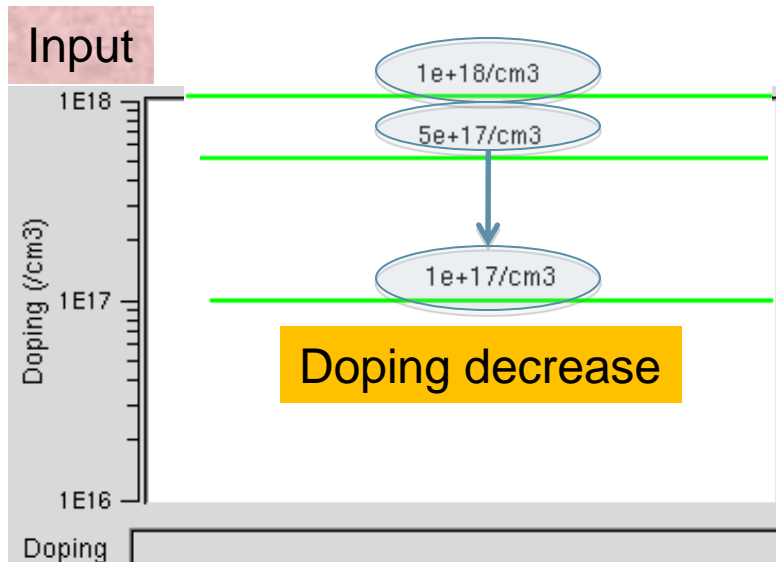 Input
1e+18/cm3
1E18
5e+17/cm3
Doping (/cm3)
1e+17/cm3
1E17
Doping decrease
1E16
Doping